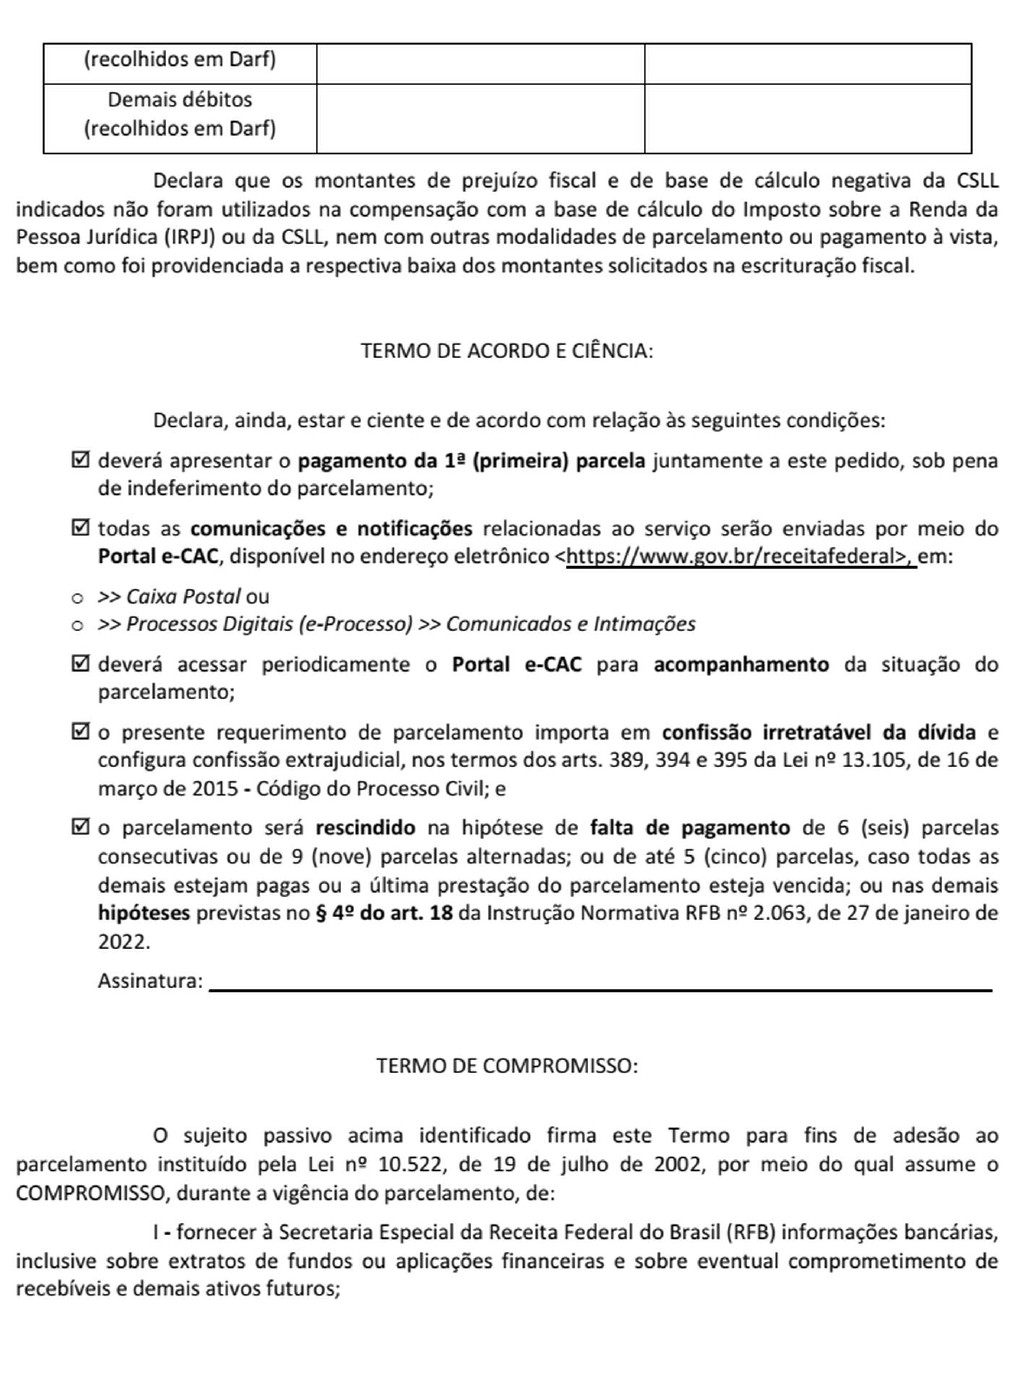 (recolhidos em Darf)
Demais débitos
(recolhidos em Darf)
Declara que os montantes de prejuízo fiscal e de base de cálculo negativa da CSLL
indicados não foram utilizados na compensação com a base de cálculo do Imposto sobre a Renda da
Pessoa Jurídica (IRPJ) ou da CSLL, nem com outras modalidades de parcelamento ou pagamento à vista,
bem como foi providenciada a respectiva baixa dos montantes solicitados na escrituração fiscal.
TERMO DE ACORDO E CIÊNCIA:
Declara, ainda, estar e ciente e de acordo com relação às seguintes condições:
☑ deverá apresentar o pagamento da 1ª (primeira) parcela juntamente a este pedido, sob pena
de indeferimento do parcelamento;
☑ todas as comunicações e notificações relacionadas ao serviço serão enviadas por meio do
Portal e-CAC, disponível no endereço eletrônico <https://www.gov.br/receitafederal>, em:
o >> Caixa Postal ou
o >> Processos Digitais (e-Processo) >> Comunicados e Intimações
☑ deverá acessar periodicamente o Portal e-CAC para acompanhamento da situação do
parcelamento;
☑ o presente requerimento de parcelamento importa em confissão irretratável da dívida e
configura confissão extrajudicial, nos termos dos arts. 389, 394 e 395 da Lei nº 13.105, de 16 de
março de 2015 - Código do Processo Civil; e
☑ o parcelamento será rescindido na hipótese de falta de pagamento de 6 (seis) parcelas
consecutivas ou de 9 (nove) parcelas alternadas; ou de até 5 (cinco) parcelas, caso todas as
demais estejam pagas ou a última prestação do parcelamento esteja vencida; ou nas demais
hipóteses previstas no § 4º do art. 18 da Instrução Normativa RFB nº 2.063, de 27 de janeiro de
2022.
Assinatura:
TERMO DE COMPROMISSO:
O sujeito passivo acima identificado firma este Termo para fins de adesão ao
parcelamento instituído pela Lei nº 10.522, de 19 de julho de 2002, por meio do qual assume o
COMPROMISSO, durante a vigência do parcelamento, de:
I - fornecer à Secretaria Especial da Receita Federal do Brasil (RFB) informações bancárias,
inclusive sobre extratos de fundos ou aplicações financeiras e sobre eventual comprometimento de
recebíveis e demais ativos futuros;